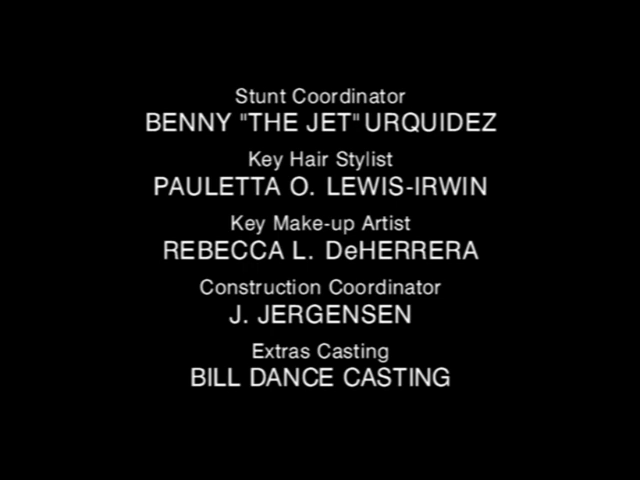 Stunt Coordinator
BENNY "THE JET" URQUIDEZ
Key Hair Stylist
PAULETTA O. LEWIS-IRWIN
Key Make-up Artist
REBECCA L. DeHERRERA
Construction Coordinator
J. JERGENSEN
Extras Casting
BILL DANCE CASTING